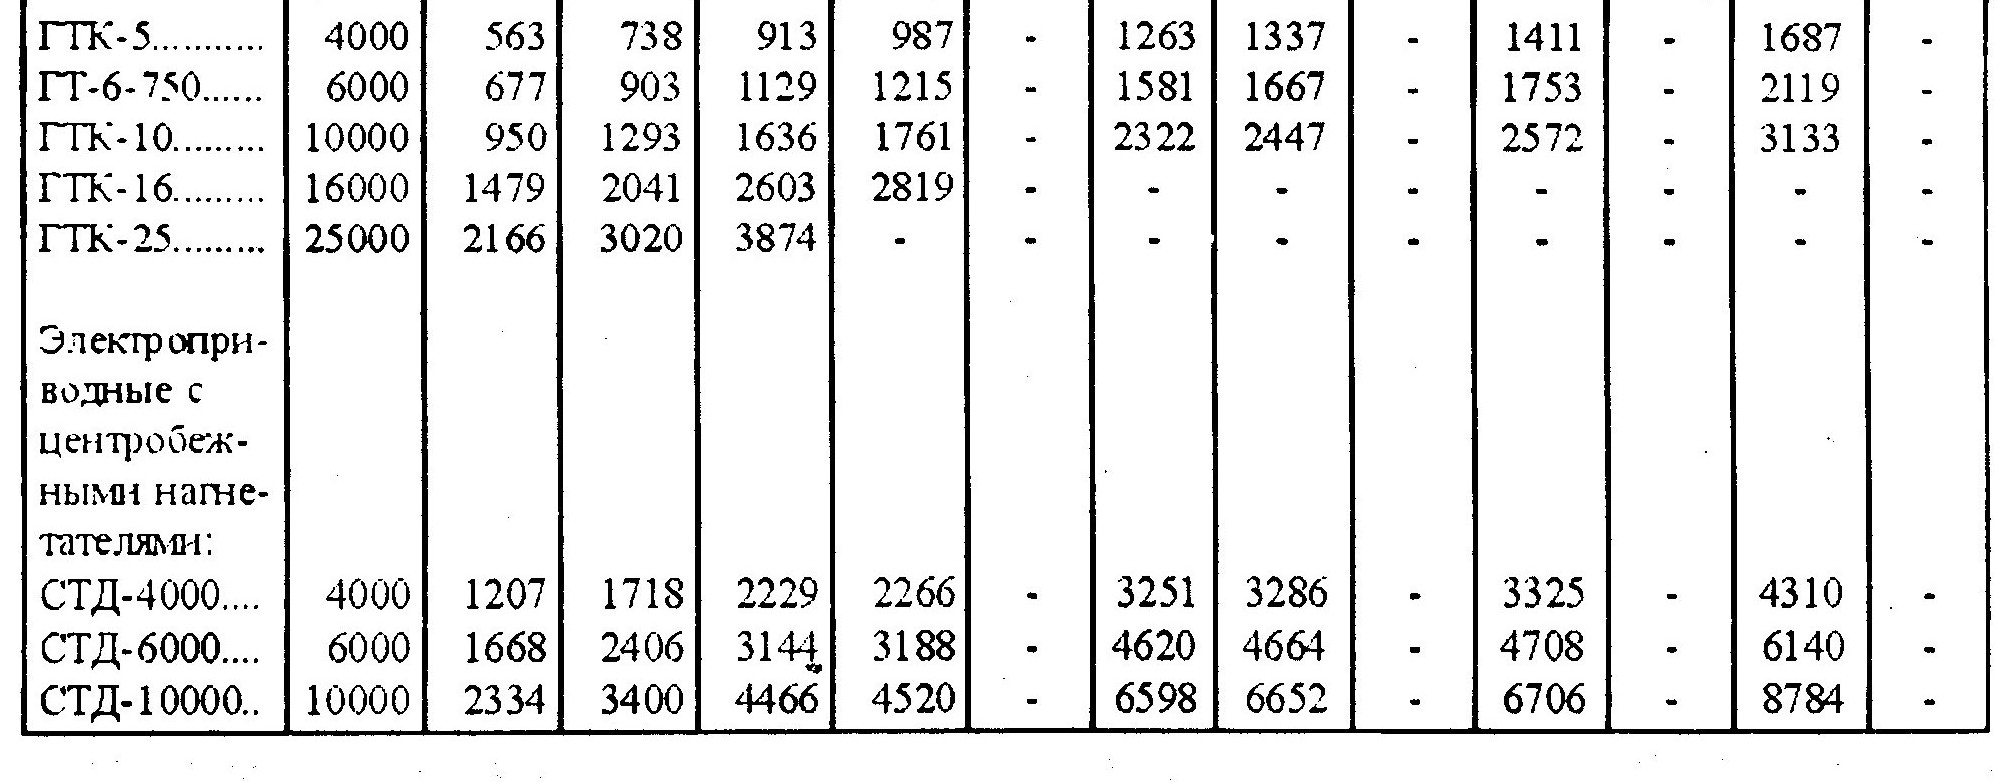 ГТК-5........... 4000 563 738 913 987 - 1263 1337 - 1411 - 1687 -
ГТ-6-750...... 6000 677 903 1129 1215 - 1581 1667 - 1753 - 2119 -
ГТК-10......... 10000 950 1293 1636 1761 - 2322 2447 - 2572 - 3133 -
ГТК-16......... 16000 1479 2041 2603 2819 - - - - - - - -
ГТК-25......... 25000 2166 3020 3874 - - - - - - - - -
Электропри-
водные с
центробеж-
ными нагне-
тателями:
СТД-4000.... 4000 1207 1718 2229 2266 - 3251 3286 - 3325 - 4310 -
СТД-6000.... 6000 1668 2406 3144 3188 - 4620 4664 - 4708 - 6140 -
СТД-10000.. 10000 2334 3400 4466 4520 - 6598 6652 - 6706 - 8784 -